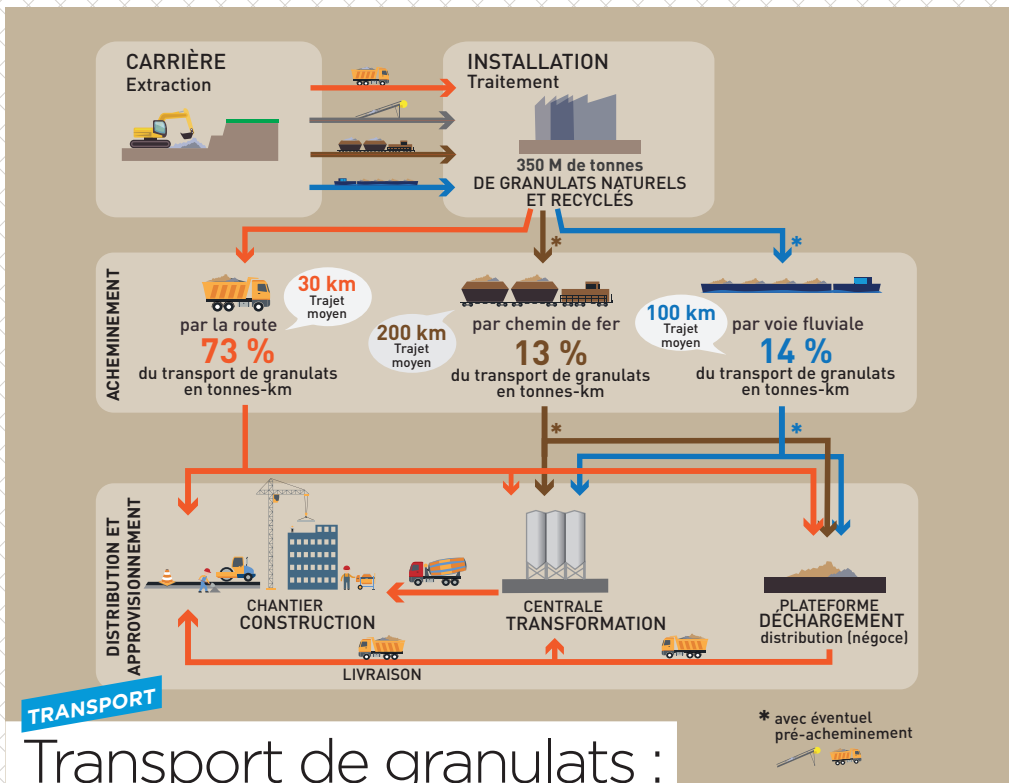 CARRIÈRE
Extraction
INSTALLATION
Traitement
350 M de tonnes
DE GRANULATS NATURELS
ET RECYCLÉS
*
*
ACHEMINEMENT
30 km
Trajet
moyen
par la route
73 %
du transport de granulats
en tonnes-km
200 km
Trajet
moyen
par chemin de fer
13 %
du transport de granulats
en tonnes-km
100 km
Trajet
moyen
par voie fluviale
14 %
du transport de granulats
en tonnes-km
*
*
DISTRIBUTION ET
APPROVISIONNEMENT
CHANTIER
CONSTRUCTION
CENTRALE
TRANSFORMATION
PLATEFORME
DÉCHARGEMENT
distribution (négoce)
LIVRAISON
TRANSPORT
* avec éventuel
pré-acheminement
Transport de granulats :